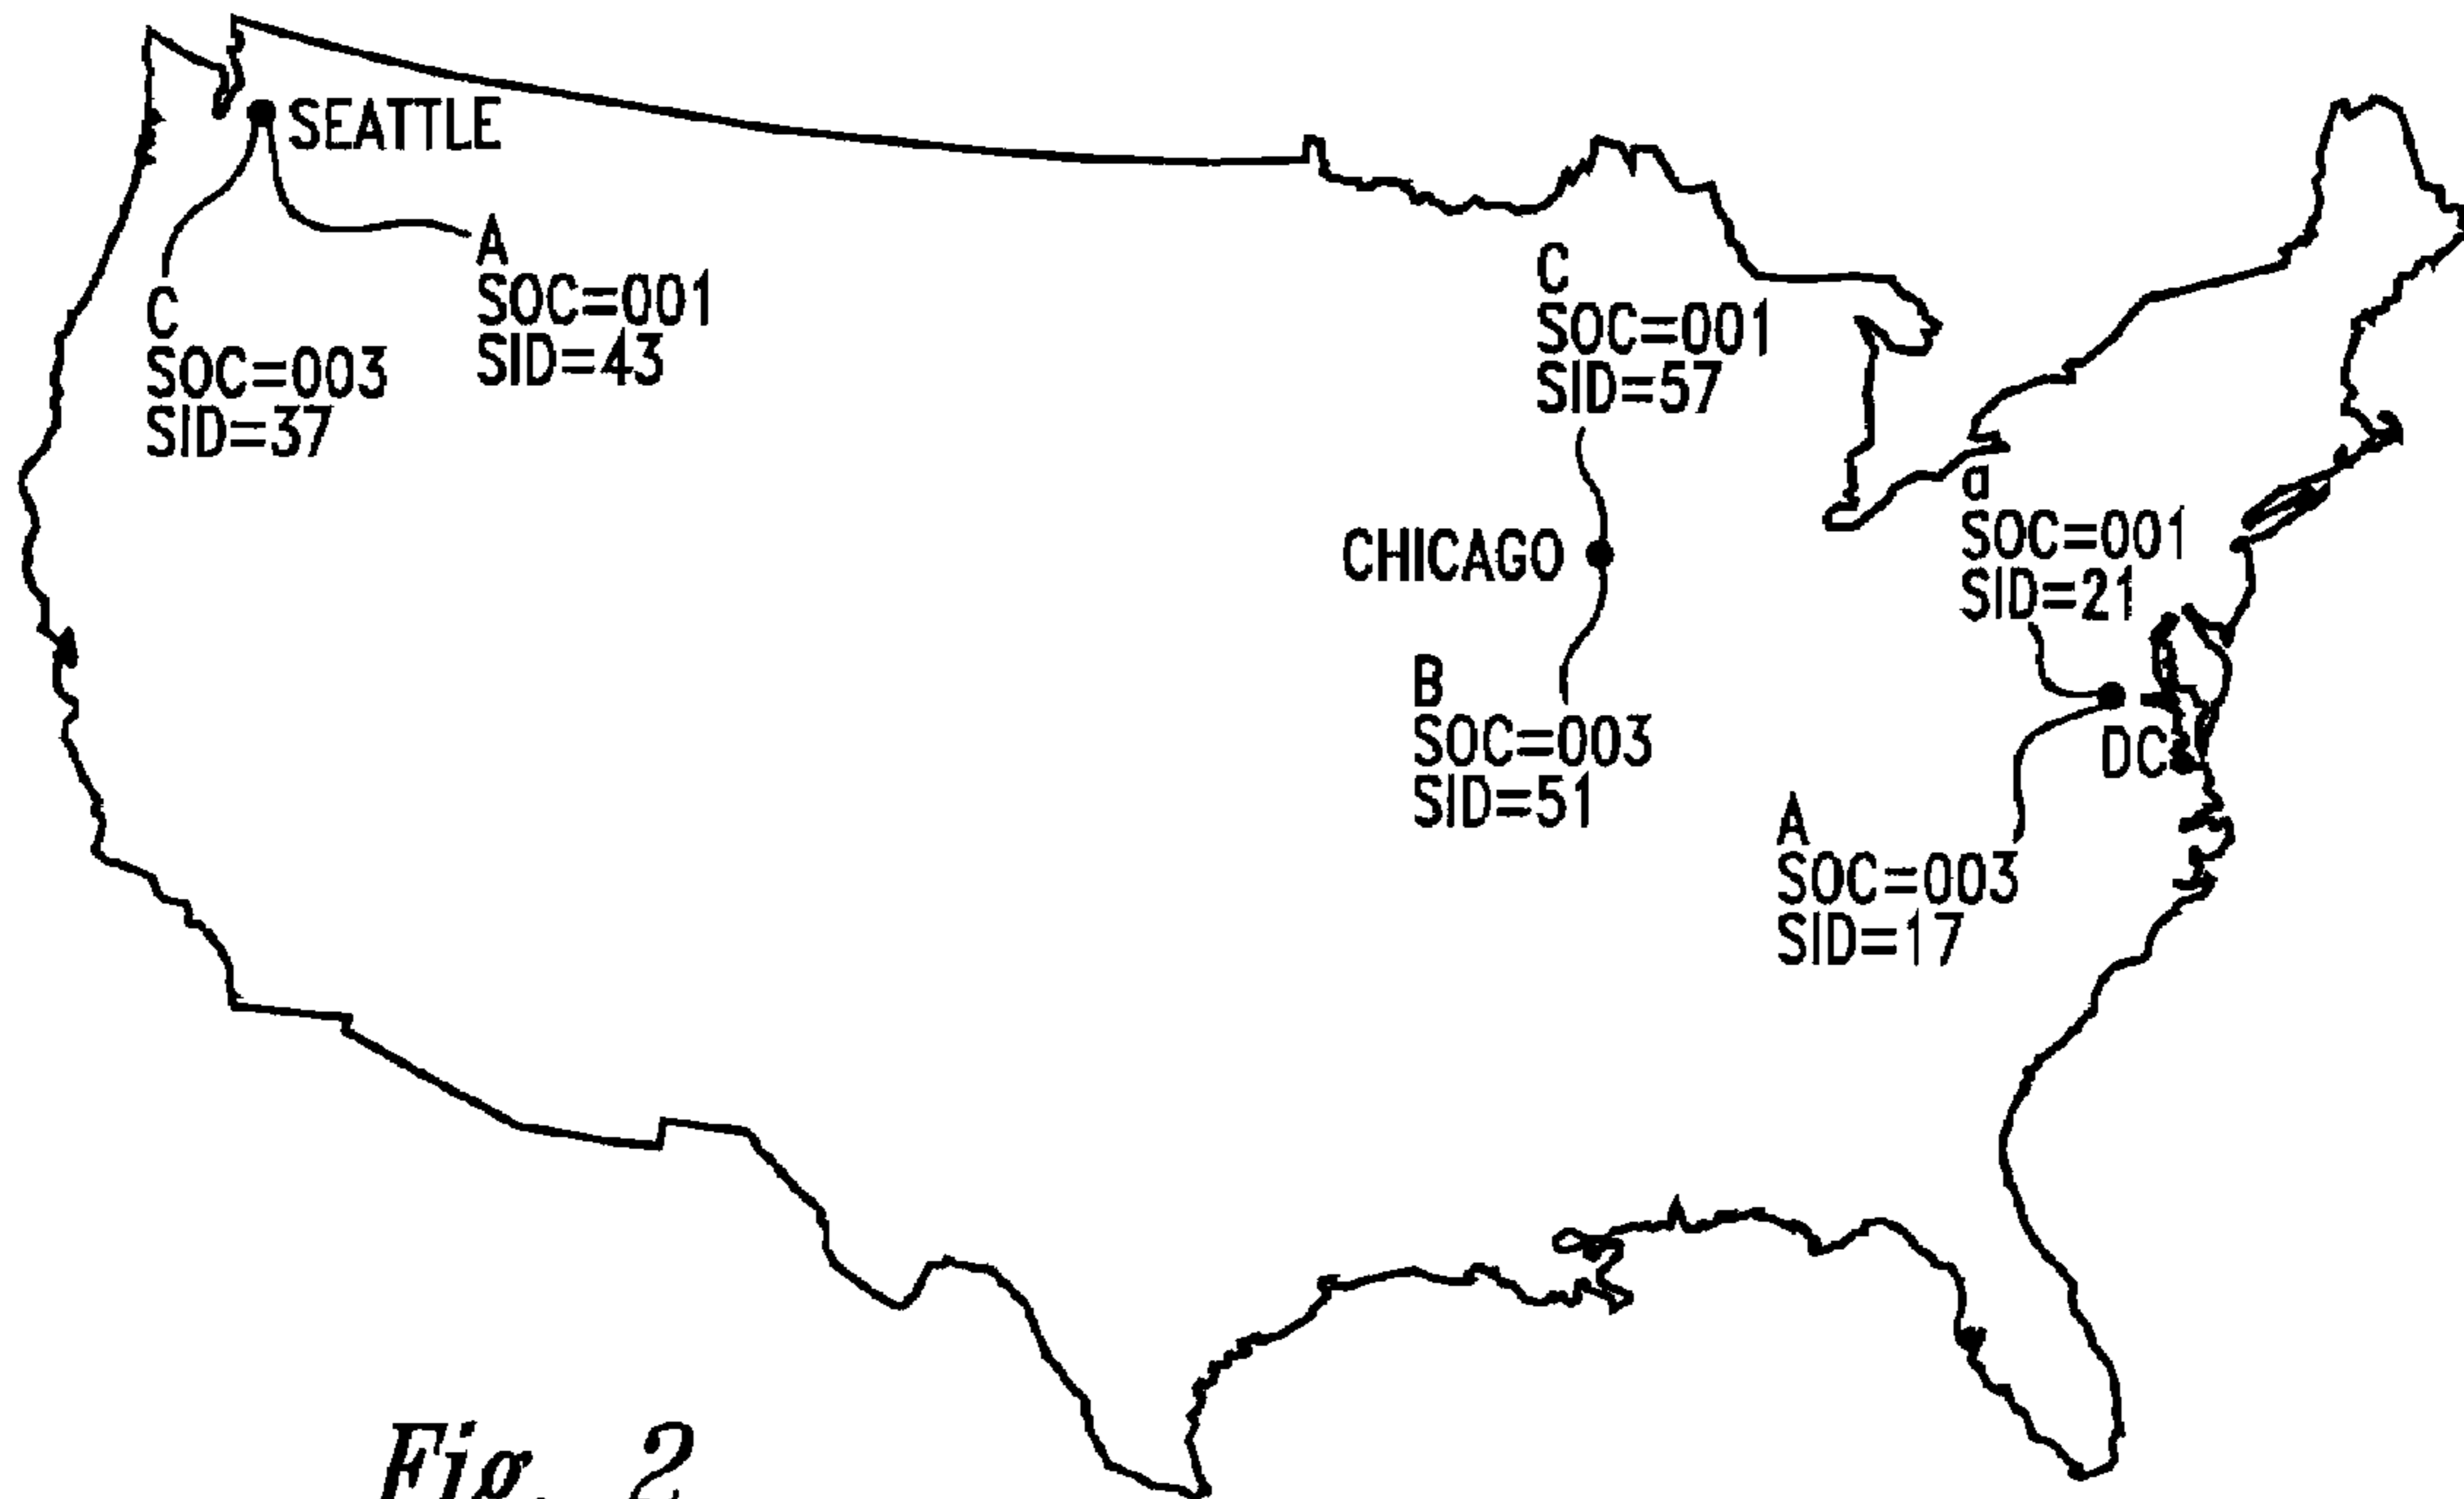 SEATTLE
A
SOC=001
SID=43
C
SOC=003
SID=37
C
SOC=001
SID=57
CHICAGO
B
SOC=003
SID=51
a
SOC=001
SID=21
DC
A
SOC=003
SID=17
Fig. 2